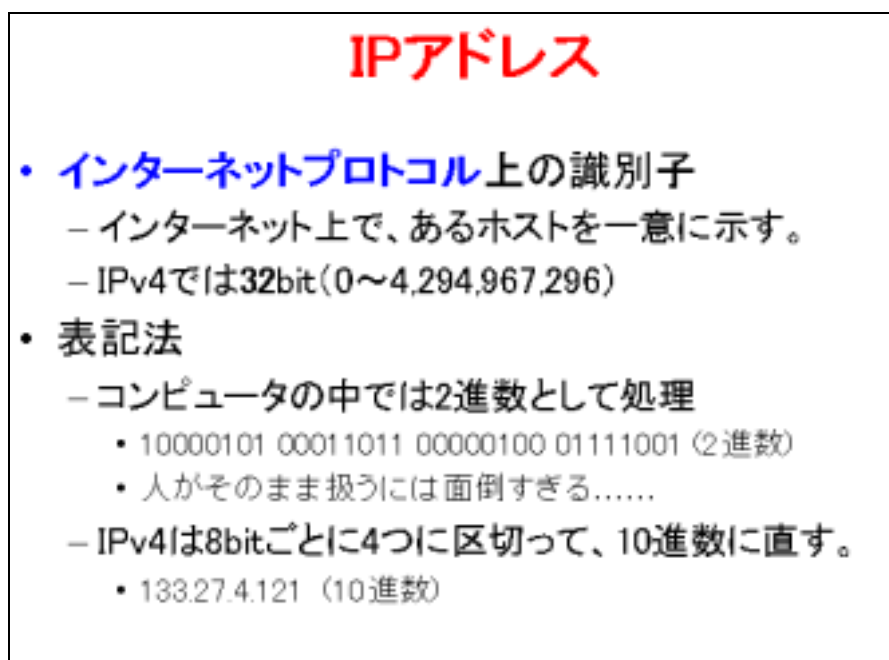 IPアドレス
• インターネットプロトコル上の識別子
– インターネット上で、あるホストを一意に示す。
– IPv4では32bit(0～4,294,967,296)
• 表記法
– コンピュータの中では2進数として処理
• 10000101 00011011 00000100 01111001 (2進数)
• 人がそのまま扱うには面倒すぎる……
– IPv4は8bitごとに4つに区切って、10進数に直す。
• 133.27.4.121 (10進数)